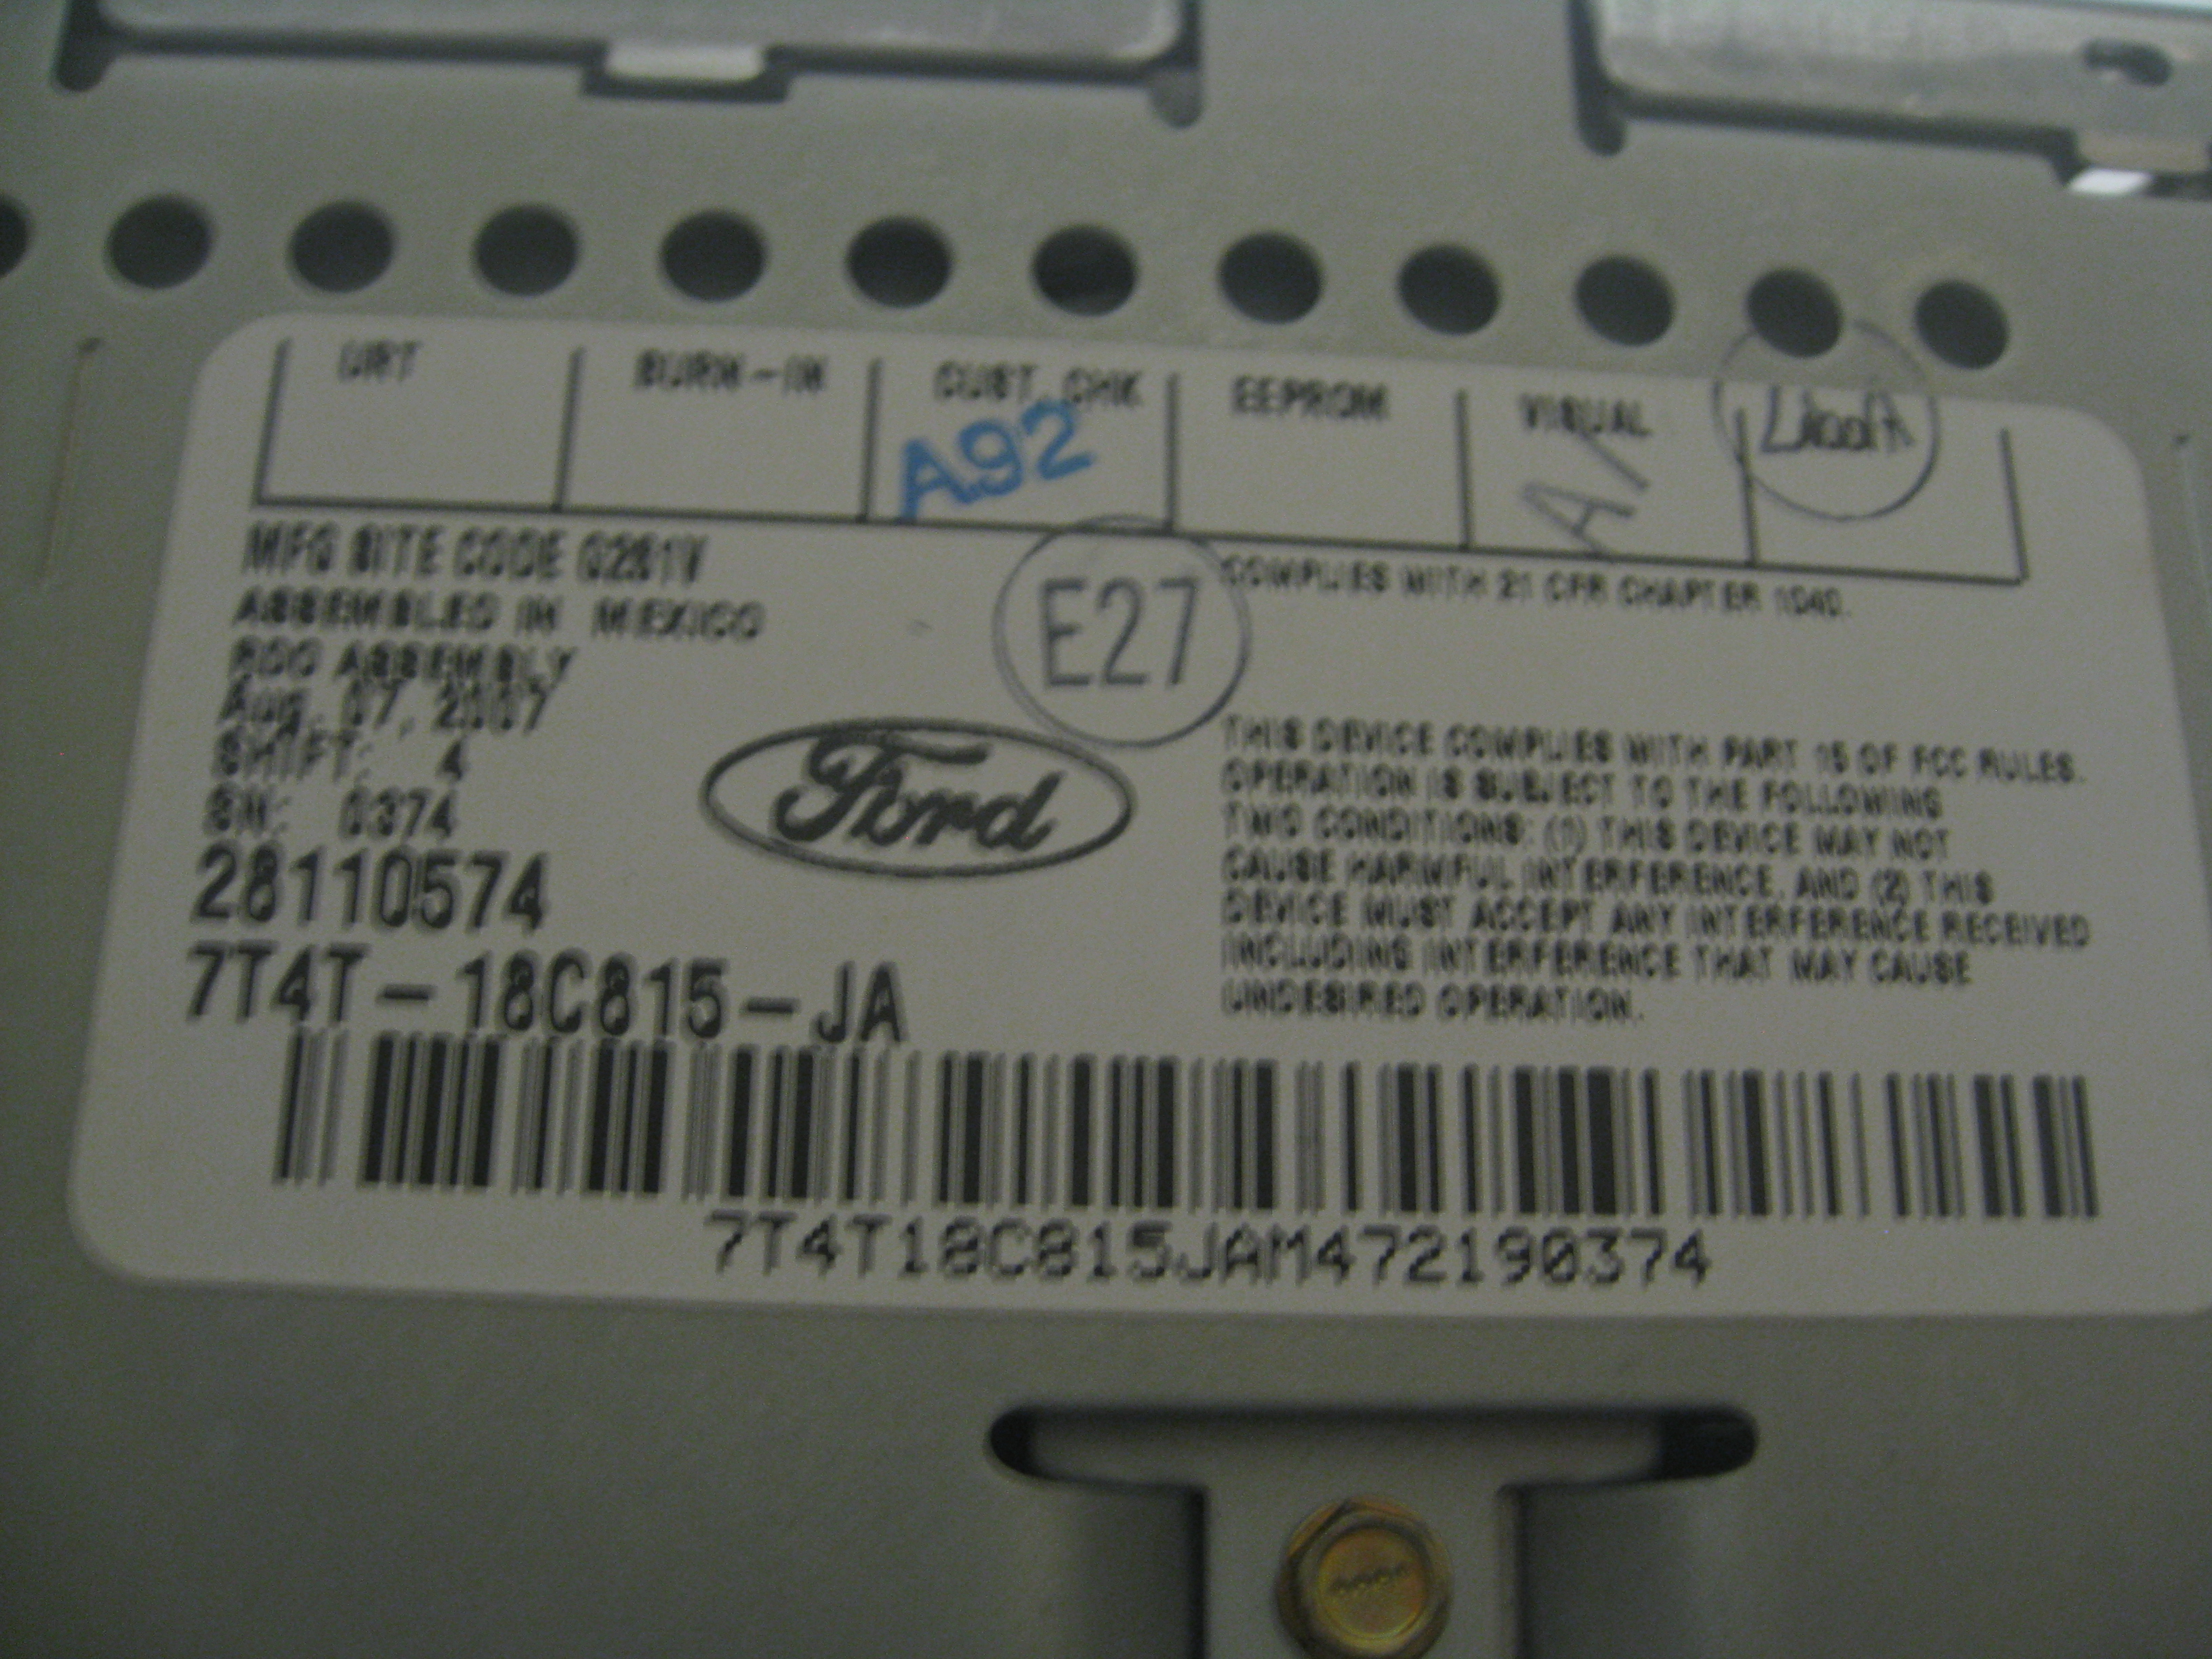 URT BURN-IN CUST. CHK EEPROM VISUAL
A92
MFG SITE CODE G281V
COMPLIES WITH 21 CFR CHAPTER 1040.
E27
ASSEMBLED IN MEXICO
RDC ASSEMBLY
Aug. 07, 2007
SHIFT: 4
SN: 0374
28110574
7T4T-18C815-JA
Ford
THIS DEVICE COMPLIES WITH PART 15 OF FCC RULES.
OPERATION IS SUBJECT TO THE FOLLOWING
TWO CONDITIONS: (1) THIS DEVICE MAY NOT
CAUSE HARMFUL INTERFERENCE, AND (2) THIS
DEVICE MUST ACCEPT ANY INTERFERENCE RECEIVED
INCLUDING INTERFERENCE THAT MAY CAUSE
UNDESIRED OPERATION.
7T4T18C815JAM472190374